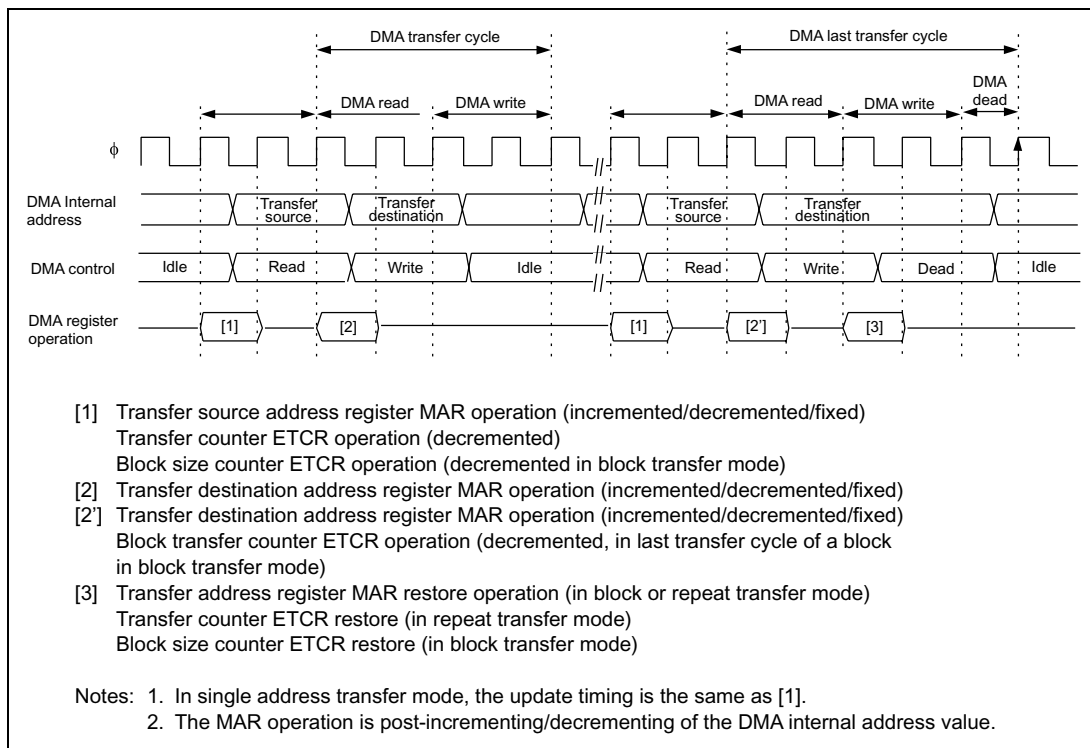 DMA transfer cycle
DMA last transfer cycle
DMA read
DMA write
DMA read
DMA write
DMA
dead
ϕ
DMA Internal
address
Transfer
source
Transfer
destination
Transfer
source
Transfer
destination
DMA control
Idle
Read
Write
Idle
Read
Write
Dead
Idle
DMA register
operation
[1]
[2]
[1]
[2']
[3]
[1] Transfer source address register MAR operation (incremented/decremented/fixed)
Transfer counter ETCR operation (decremented)
Block size counter ETCR operation (decremented in block transfer mode)
[2] Transfer destination address register MAR operation (incremented/decremented/fixed)
[2'] Transfer destination address register MAR operation (incremented/decremented/fixed)
Block transfer counter ETCR operation (decremented, in last transfer cycle of a block
in block transfer mode)
[3] Transfer address register MAR restore operation (in block or repeat transfer mode)
Transfer counter ETCR restore (in repeat transfer mode)
Block size counter ETCR restore (in block transfer mode)
Notes: 1. In single address transfer mode, the update timing is the same as [1].
2. The MAR operation is post-incrementing/decrementing of the DMA internal address value.